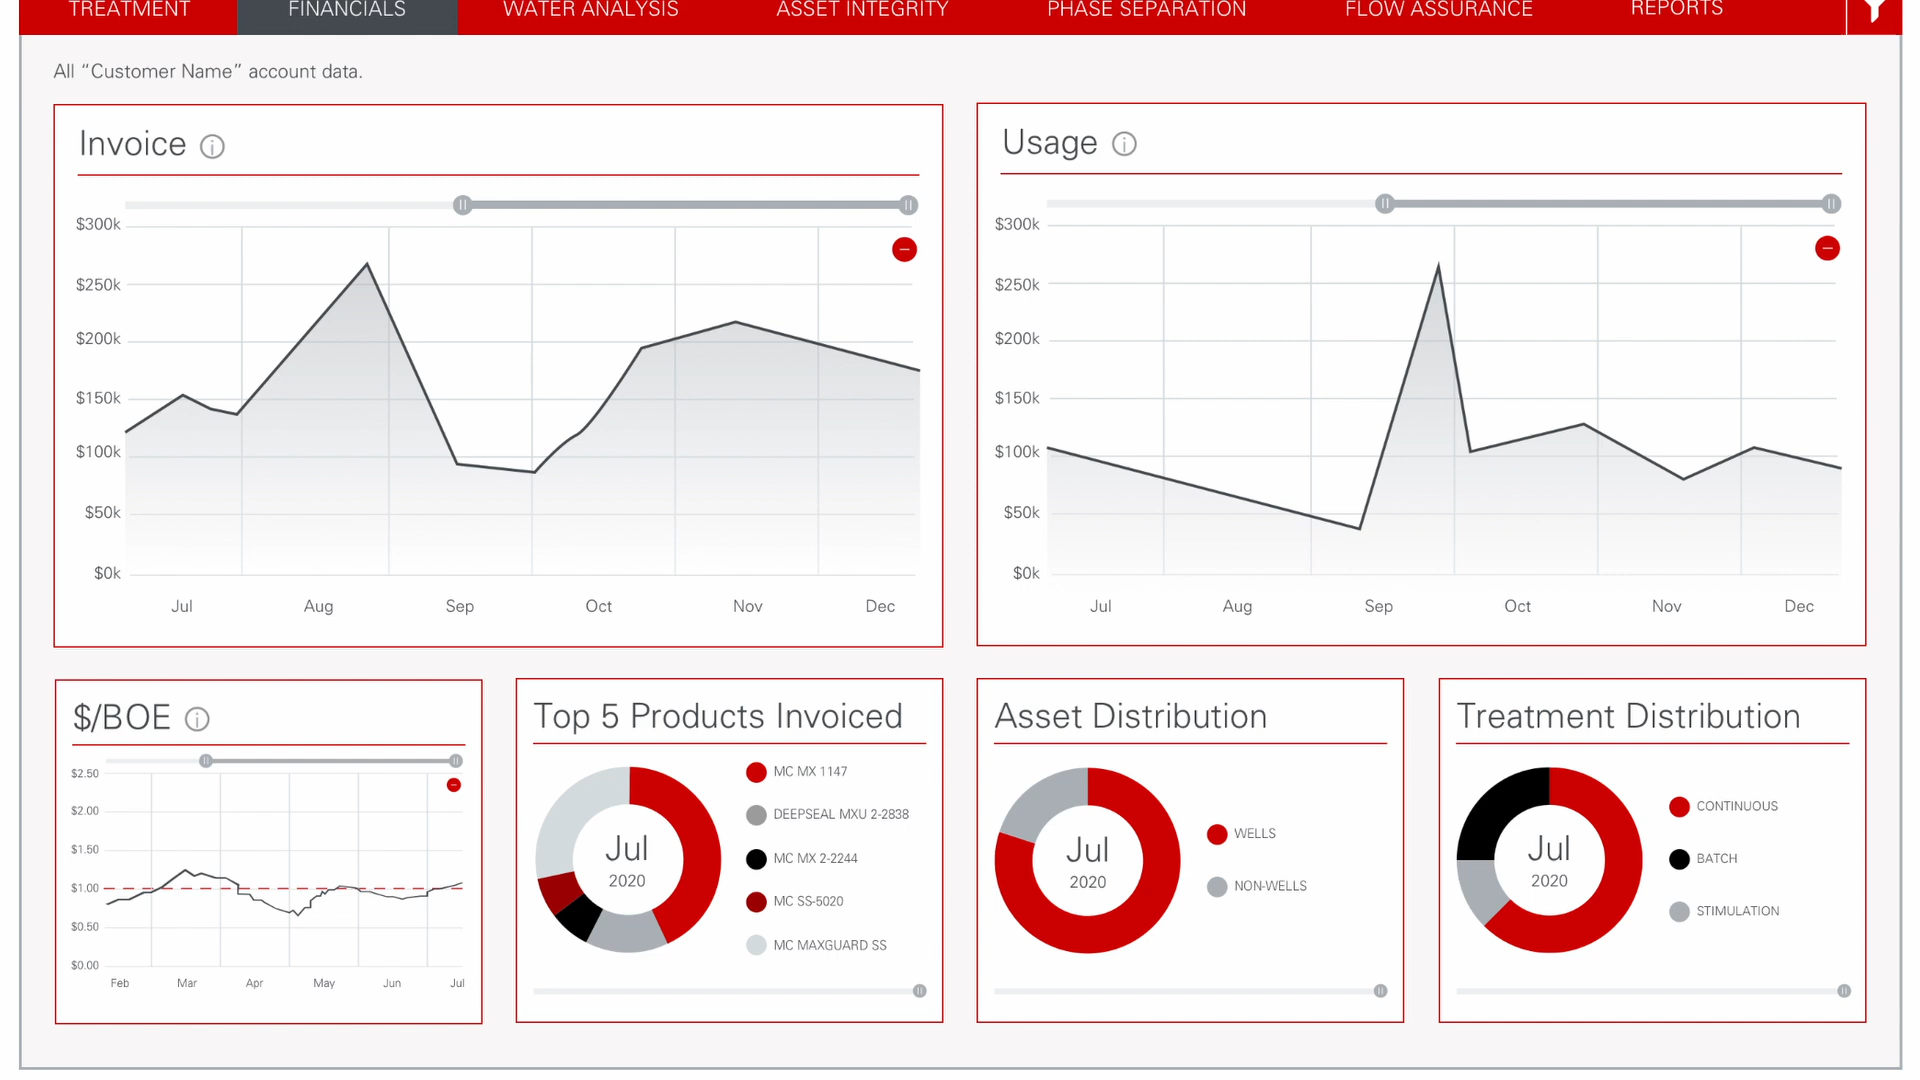 TREATMENT FINANCIALS WATER ANALYSIS ASSET INTEGRITY PHASE SEPARATION FLOW ASSURANCE REPORTS
All “Customer Name” account data.
Invoice
$300k
$250k
$200k
$150k
$100k
$50k
$0k
Jul Aug Sep Oct Nov Dec
Usage
$300k
$250k
$200k
$150k
$100k
$50k
$0k
Jul Aug Sep Oct Nov Dec
$/BOE
$2.50
$2.00
$1.50
$1.00
$0.50
$0.00
Feb Mar Apr May Jun Jul
Top 5 Products Invoiced
Jul
2020
MC MX 1147
DEEPSEAL MXU 2-2838
MC MX 2-2244
MC SS-5020
MC MAXGUARD SS
Asset Distribution
Jul
2020
WELLS
NON-WELLS
Treatment Distribution
Jul
2020
CONTINUOUS
BATCH
STIMULATION